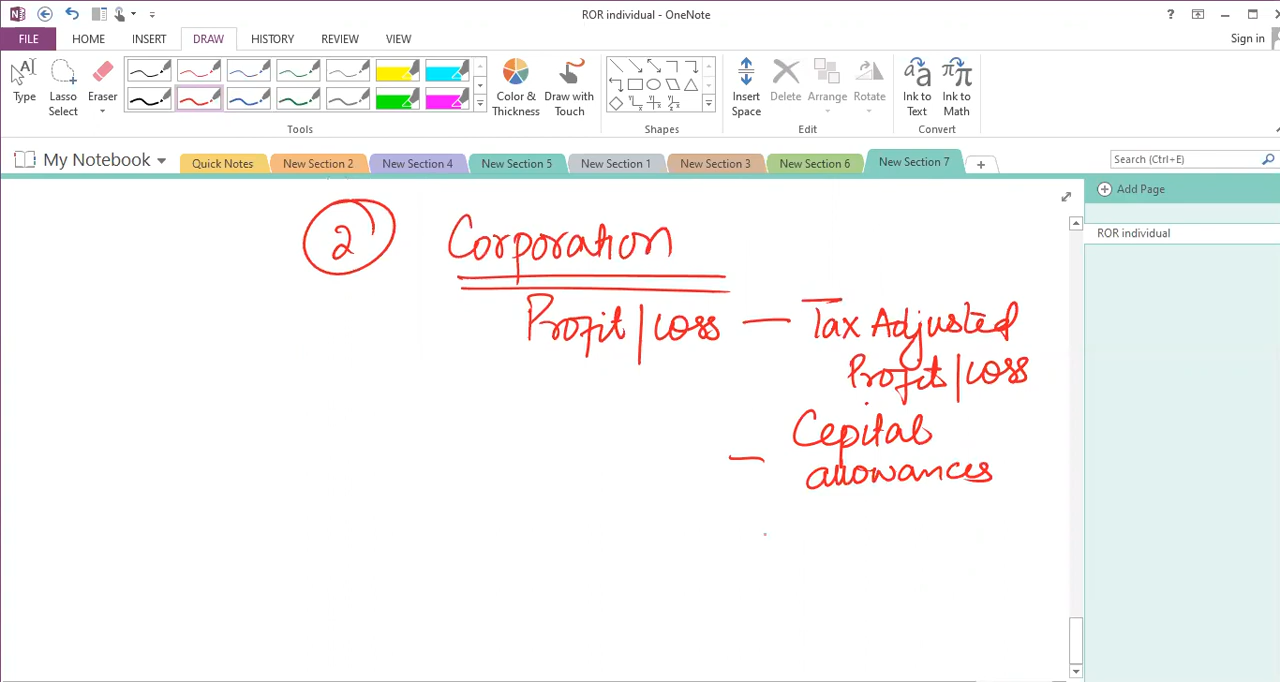 ROR individual - OneNote
?
FILE HOME INSERT DRAW HISTORY REVIEW VIEW
Sign in
Type
Lasso Select
Eraser
Color & Thickness
Draw with Touch
Insert Space
Delete
Arrange
Rotate
Ink to Text
Ink to Math
Tools Shapes Edit Convert
My Notebook
Quick Notes New Section 2 New Section 4 New Section 5 New Section 1 New Section 3 New Section 6 New Section 7
Search (Ctrl+E)
Add Page
ROR individual
2 Corporation
Profit/Loss — Tax Adjusted
Profit/Loss
Cepital
— allowances